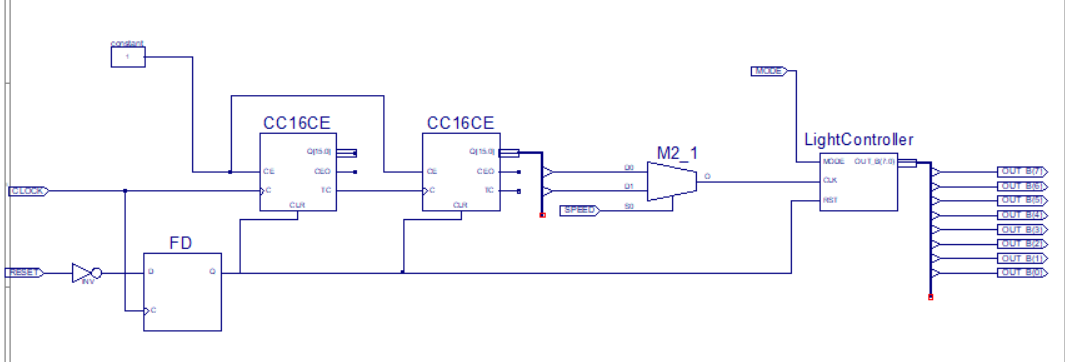 constant
1
MODE
CC16CE
CC16CE
LightController
Q(15:0)
Q(15:0)
M2_1
MODE
OUT_B(7:0)
CE
CEO
CE
CEO
D0
O
CLK
OUT_B(7)
CLOCK
C
TC
C
TC
D1
OUT_B(6)
CLR
CLR
SPEED
S0
RST
OUT_B(5)
OUT_B(4)
OUT_B(3)
FD
OUT_B(2)
OUT_B(1)
RESET
INV
D
Q
OUT_B(0)
C